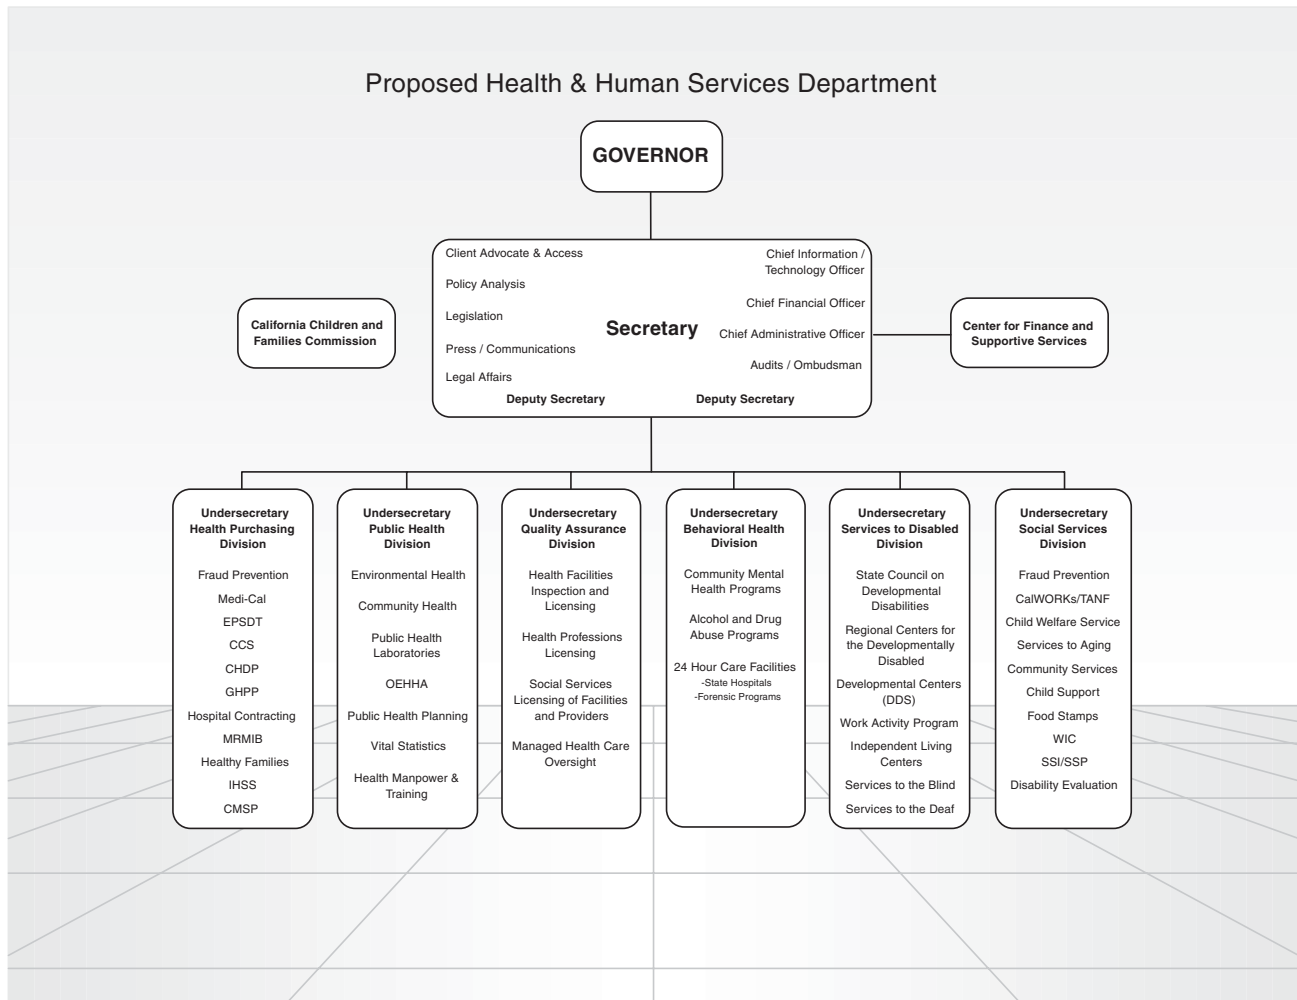 Proposed Health & Human Services Department
GOVERNOR
Client Advocate & Access
Policy Analysis
Legislation
Press / Communications
Legal Affairs
Secretary
Chief Information /
Technology Officer
Chief Financial Officer
Chief Administrative Officer
Audits / Ombudsman
Deputy Secretary
Deputy Secretary
California Children and
Families Commission
Center for Finance and
Supportive Services
Undersecretary
Health Purchasing
Division
Fraud Prevention
Medi-Cal
EPSDT
CCS
CHDP
GHPP
Hospital Contracting
MRMIB
Healthy Families
IHSS
CMSP
Undersecretary
Public Health
Division
Environmental Health
Community Health
Public Health
Laboratories
OEHHA
Public Health Planning
Vital Statistics
Health Manpower &
Training
Undersecretary
Quality Assurance
Division
Health Facilities
Inspection and
Licensing
Health Professions
Licensing
Social Services
Licensing of Facilities
and Providers
Managed Health Care
Oversight
Undersecretary
Behavioral Health
Division
Community Mental
Health Programs
Alcohol and Drug
Abuse Programs
24 Hour Care Facilities
-State Hospitals
-Forensic Programs
Undersecretary
Services to Disabled
Division
State Council on
Developmental
Disabilities
Regional Centers for
the Developmentally
Disabled
Developmental Centers
(DDS)
Work Activity Program
Independent Living
Centers
Services to the Blind
Services to the Deaf
Undersecretary
Social Services
Division
Fraud Prevention
CalWORKs/TANF
Child Welfare Service
Services to Aging
Community Services
Child Support
Food Stamps
WIC
SSI/SSP
Disability Evaluation